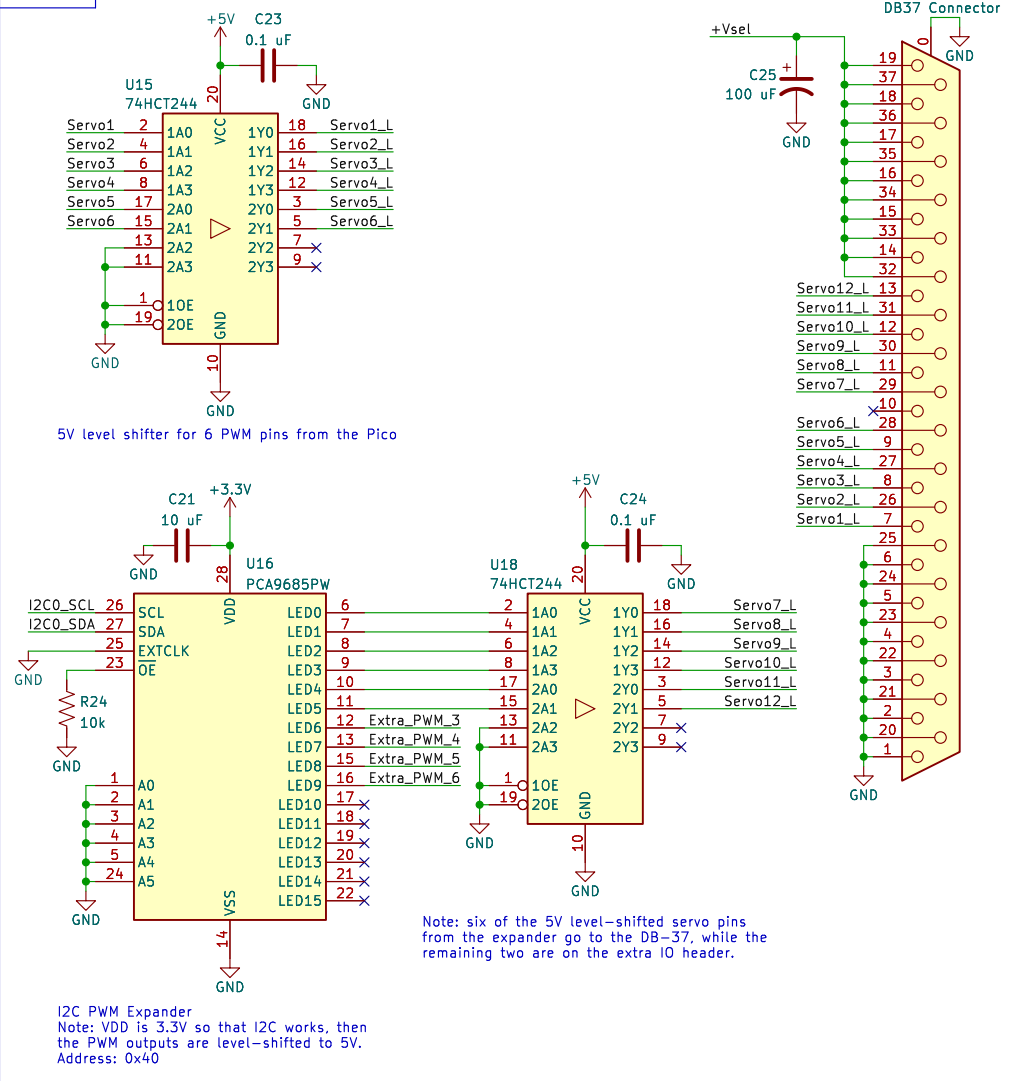 +5V
C23
0.1 uF
GND
U15
74HCT244
20
VCC
Servo1 2 1A0 1Y0 18 Servo1_L
Servo2 4 1A1 1Y1 16 Servo2_L
Servo3 6 1A2 1Y2 14 Servo3_L
Servo4 8 1A3 1Y3 12 Servo4_L
Servo5 17 2A0 2Y0 3 Servo5_L
Servo6 15 2A1 2Y1 5 Servo6_L
13 2A2 2Y2 7
11 2A3 2Y3 9
1 1OE
19 2OE
GND
GND
10
GND
5V level shifter for 6 PWM pins from the Pico
+3.3V
C21
10 uF
GND
28
U16
PCA9685PW
VDD
I2C0_SCL 26 SCL LED0 6
I2C0_SDA 27 SDA LED1 7
25 EXTCLK LED2 8
GND
23 OE LED3 9
R24
10k
GND
LED4 10
LED5 11
LED6 12 Extra_PWM_3
LED7 13 Extra_PWM_4
LED8 15 Extra_PWM_5
1 A0 LED9 16 Extra_PWM_6
2 A1 LED10 17
3 A2 LED11 18
4 A3 LED12 19
5 A4 LED13 20
24 A5 LED14 21
LED15 22
GND
VSS
14
GND
I2C PWM Expander
Note: VDD is 3.3V so that I2C works, then
the PWM outputs are level-shifted to 5V.
Address: 0x40
+5V
C24
0.1 uF
GND
U18
74HCT244
20
VCC
2 1A0 1Y0 18 Servo7_L
4 1A1 1Y1 16 Servo8_L
6 1A2 1Y2 14 Servo9_L
8 1A3 1Y3 12 Servo10_L
17 2A0 2Y0 3 Servo11_L
15 2A1 2Y1 5 Servo12_L
13 2A2 2Y2 7
11 2A3 2Y3 9
1 1OE
19 2OE
GND
GND
10
GND
Note: six of the 5V level-shifted servo pins
from the expander go to the DB-37, while the
remaining two are on the extra IO header.
DB37 Connector
+Vsel
0
GND
C25
100 uF
+
GND
19
37
18
36
17
35
16
34
15
33
14
32
Servo12_L 13
Servo11_L 31
Servo10_L 12
Servo9_L 30
Servo8_L 11
Servo7_L 29
10
Servo6_L 28
Servo5_L 9
Servo4_L 27
Servo3_L 8
Servo2_L 26
Servo1_L 7
25
6
24
5
23
4
22
3
21
2
20
1
GND